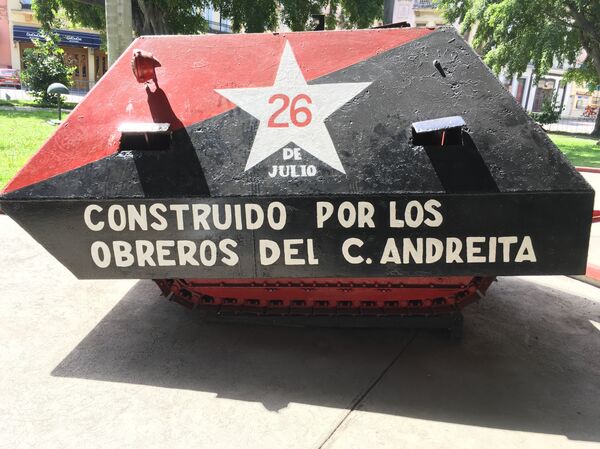 26
DE
JULIO
CONSTRUIDO POR LOS
OBREROS DEL C. ANDREITA